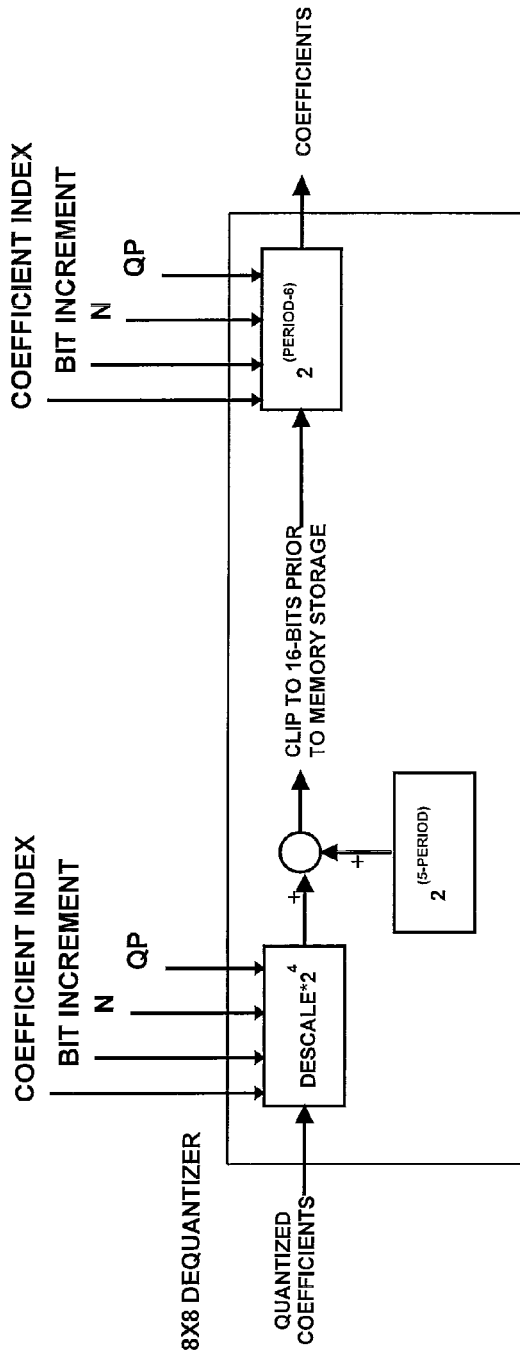 8X8 DEQUANTIZER
COEFFICIENT INDEX
BIT INCREMENT
N
QP
QUANTIZED
COEFFICIENTS
DESCALE*2^4
+
+
2^(5-PERIOD)
CLIP TO 16-BITS PRIOR
TO MEMORY STORAGE
COEFFICIENT INDEX
BIT INCREMENT
N
QP
2^(PERIOD-6)
COEFFICIENTS